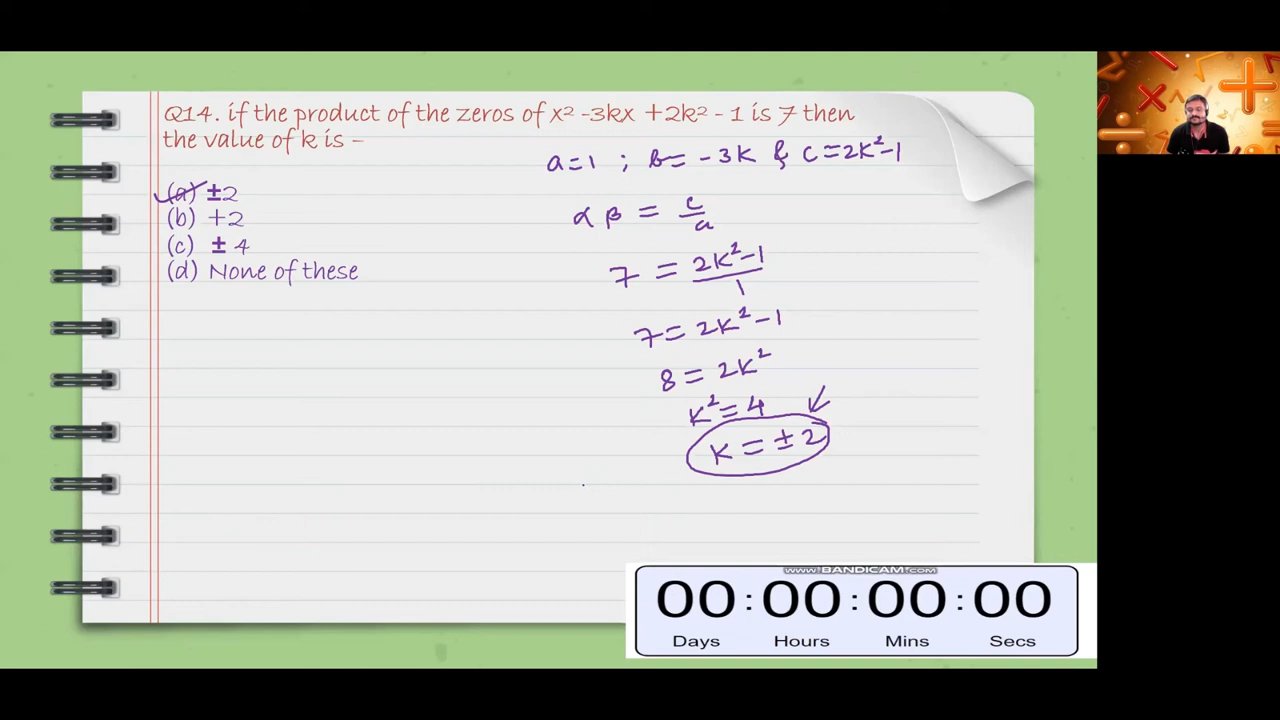 Q14. if the product of the zeros of x² -3kx +2k² - 1 is 7 then
the value of k is –
a=1 ; b= -3K & c=2K²-1
(a) ±2
(b) +2
(c) ± 4
(d) None of these
α β = c/a
7 = 2K²-1/1
7 = 2K²-1
8 = 2K²
K² = 4
K = ±2
WWW.BANDICAM.COM
00:00:00:00
Days Hours Mins Secs